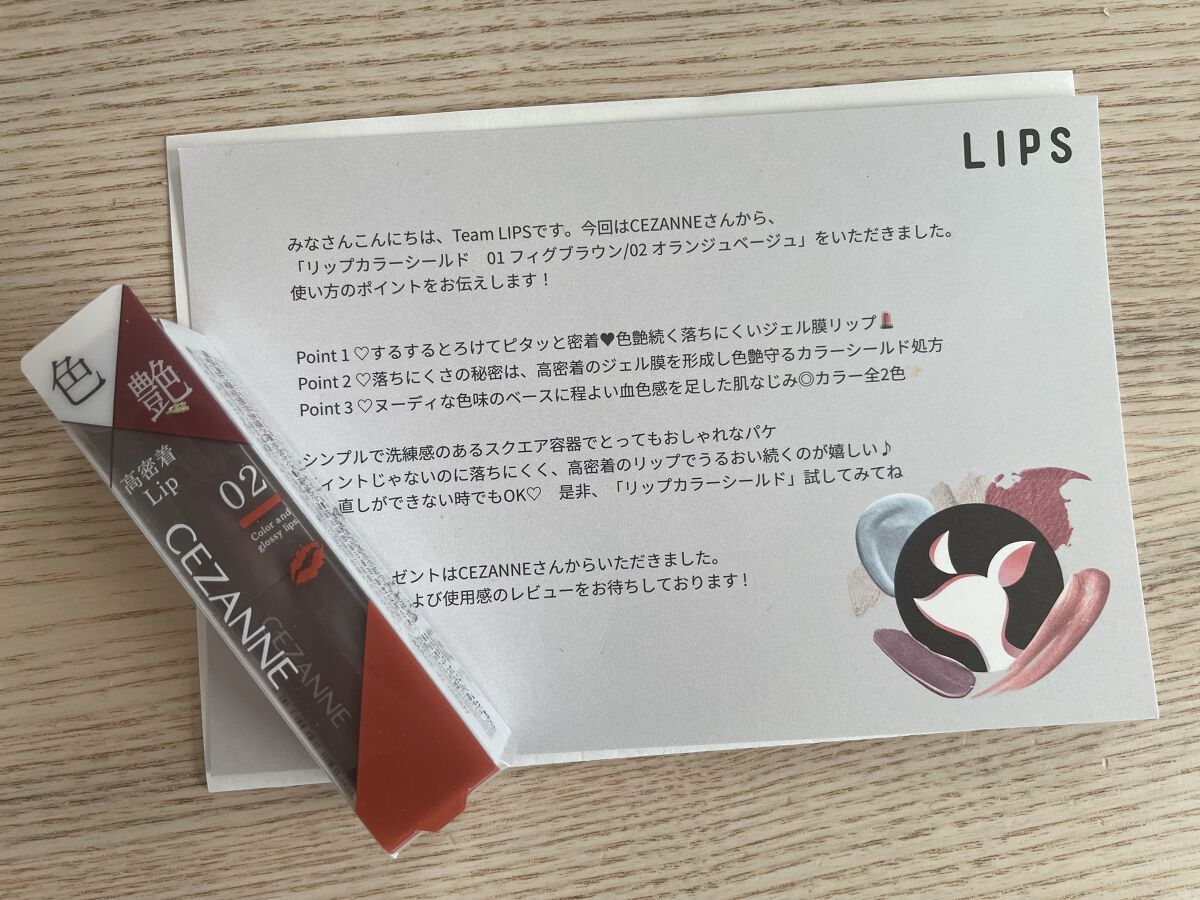 LIPS
みなさんこんにちは、Team LIPSです。今回はCEZANNEさんから、
「リップカラーシールド 01 フィグブラウン/02 オランジュベージュ」をいただきました。
使い方のポイントをお伝えします！
Point 1 ♡するするとろけてピタッと密着♥色艶続く落ちにくいジェル膜リップ💄
Point 2 ♡落ちにくさの秘密は、高密着のジェル膜を形成し色艶守るカラーシールド処方
Point 3 ♡ヌーディな色味のベースに程よい血色感を足した肌なじみ◎カラー全2色✨
シンプルで洗練感のあるスクエア容器でとってもおしゃれなパケ
ィントじゃないのに落ちにくく、高密着のリップでうるおい続くのが嬉しい♪
直しができない時でもOK♡ 是非、「リップカラーシールド」試してみてね
ゼントはCEZANNEさんからいただきました。
よび使用感のレビューをお待ちしております！
色
艶
高密着
Lip
02
Color and
glossy lips
CEZANNE
CEZANNE